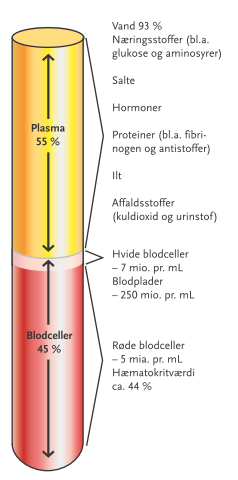 Vand 93 %
Næringsstoffer (bl.a.
glukose og aminosyrer)
Salte
Hormoner
Proteiner (bl.a. fibri-
nogen og antistoffer)
Ilt
Affaldsstoffer
(kuldioxid og urinstof)
Plasma
55 %
Hvide blodceller
– 7 mio. pr. mL
Blodplader
– 250 mio. pr. mL
Blodceller
45 %
Røde blodceller
– 5 mia. pr. mL
Hæmatokritværdi
ca. 44 %